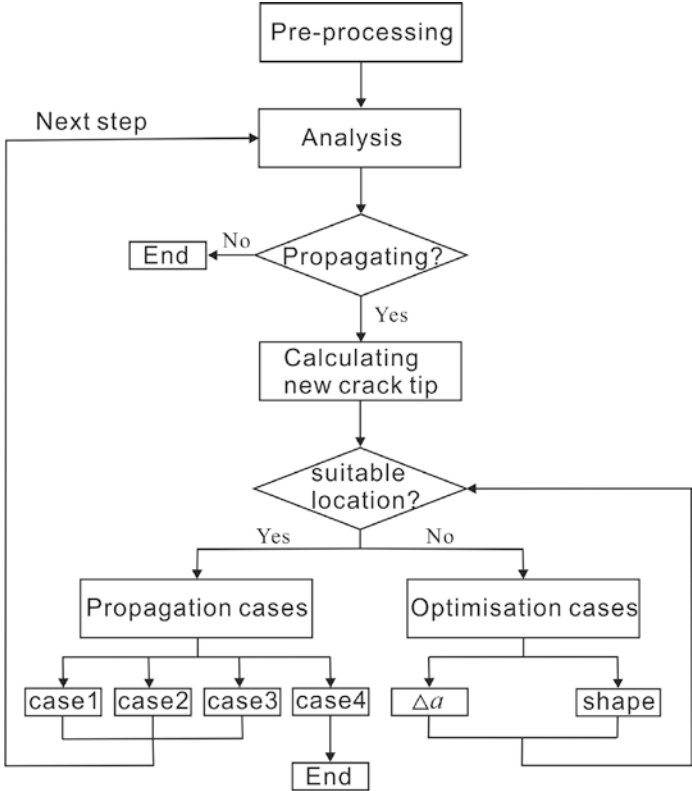 Pre-processing
Next step
Analysis
No
End
Propagating?
Yes
Calculating
new crack tip
suitable
location?
Yes
No
Propagation cases
Optimisation cases
case1
case2
case3
case4
△a
shape
End